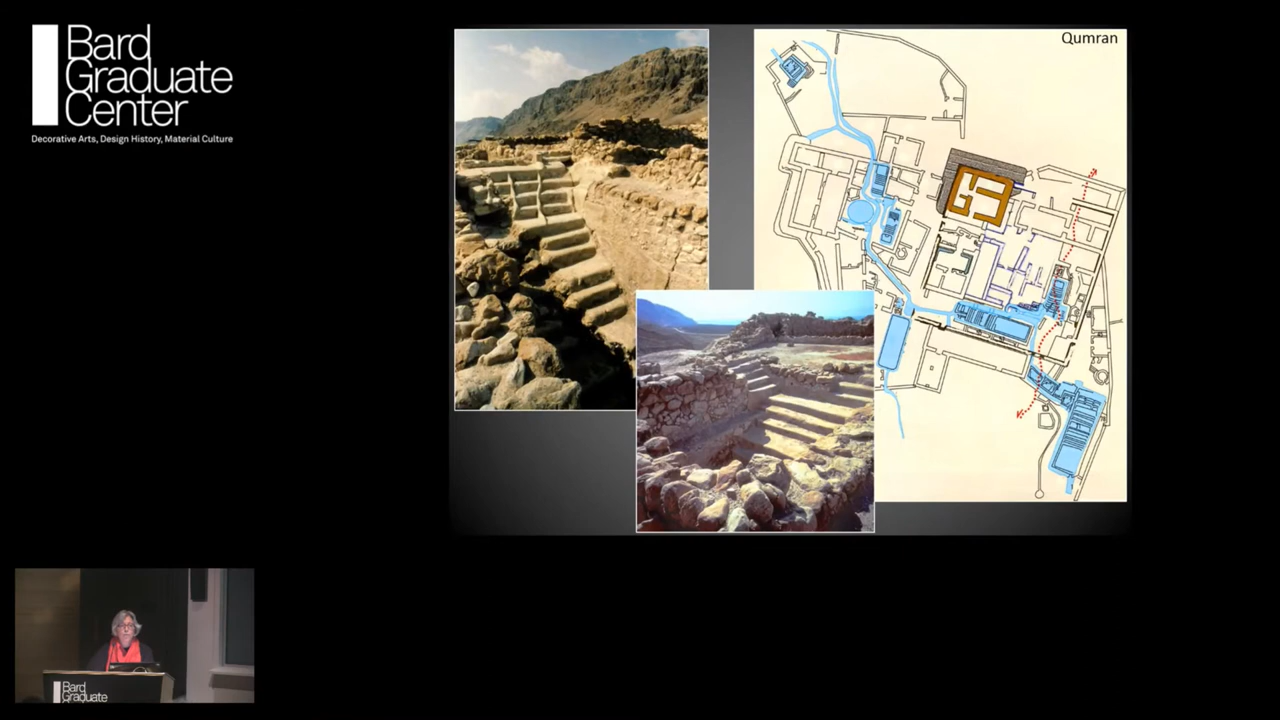 Bard
Graduate
Center
Decorative Arts, Design History, Material Culture
Qumran
Bard
Graduate